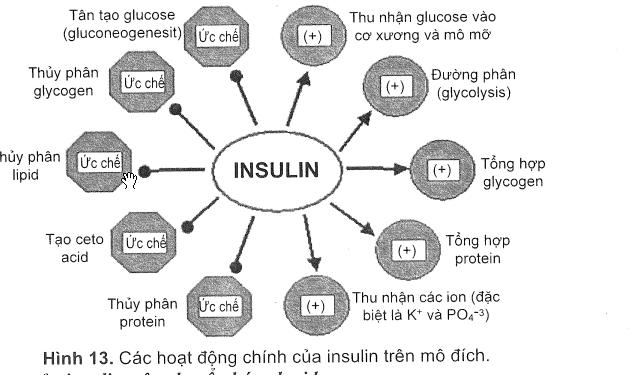 Tân tạo glucose
(gluconeogenesit)
Ức chế
(+)
Thu nhận glucose vào
cơ xương và mô mỡ
Thủy phân
glycogen
Ức chế
(+)
Đường phân
(glycolysis)
hủy phân
lipid
Ức chế
INSULIN
(+)
Tổng hợp
glycogen
Tạo ceto
acid
Ức chế
(+)
Tổng hợp
protein
Thủy phân
protein
Ức chế
(+)
Thu nhận các ion (đặc
biệt là K⁺ và PO₄⁻³)
Hình 13. Các hoạt động chính của insulin trên mô đích.